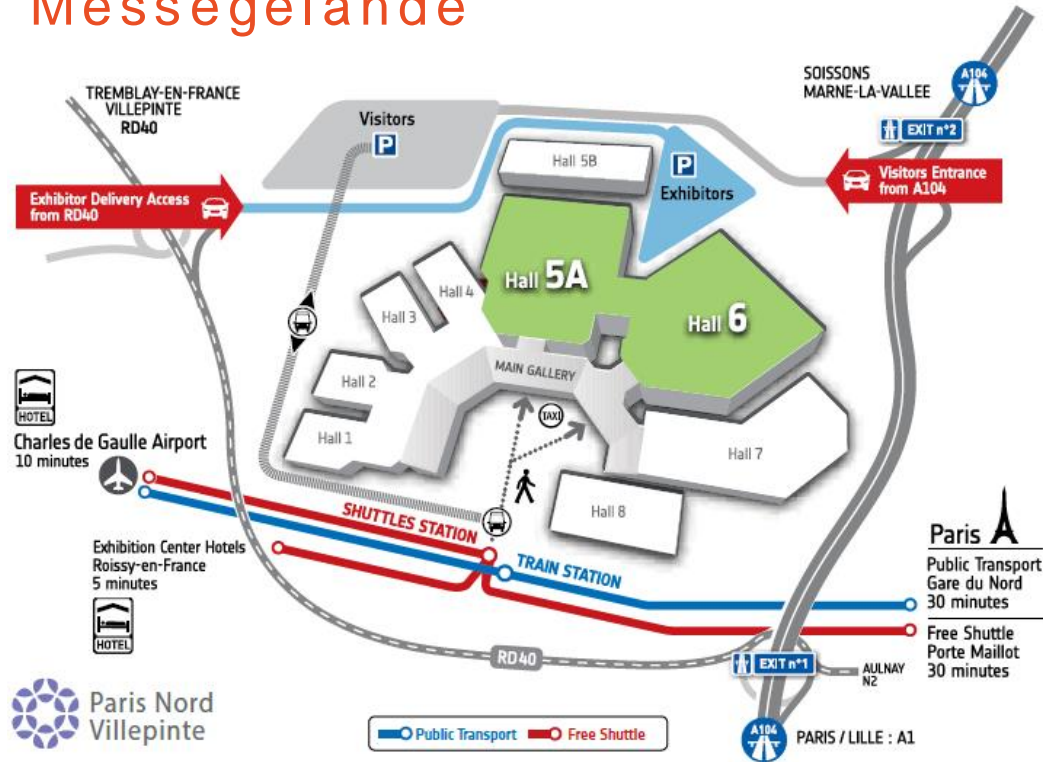 Messegelände
TREMBLAY-EN-FRANCE
VILLEPINTE
RD40
Visitors
P
SOISSONS
MARNE-LA-VALLEE
A104
EXIT n°2
Exhibitor Delivery Access
from RD40
Hall 5B
P
Exhibitors
Visitors Entrance
from A104
Hall 4
Hall 5A
Hall 3
Hall 6
Hall 2
MAIN GALLERY
TAXI
Hall 1
Hall 7
Hall 8
HOTEL
Charles de Gaulle Airport
10 minutes
SHUTTLES STATION
TRAIN STATION
Exhibition Center Hotels
Roissy-en-France
5 minutes
HOTEL
Paris
Public Transport
Gare du Nord
30 minutes
Free Shuttle
Porte Maillot
30 minutes
RD40
EXIT n°1
AULNAY
N2
Paris Nord
Villepinte
Public Transport
Free Shuttle
A104
PARIS / LILLE : A1